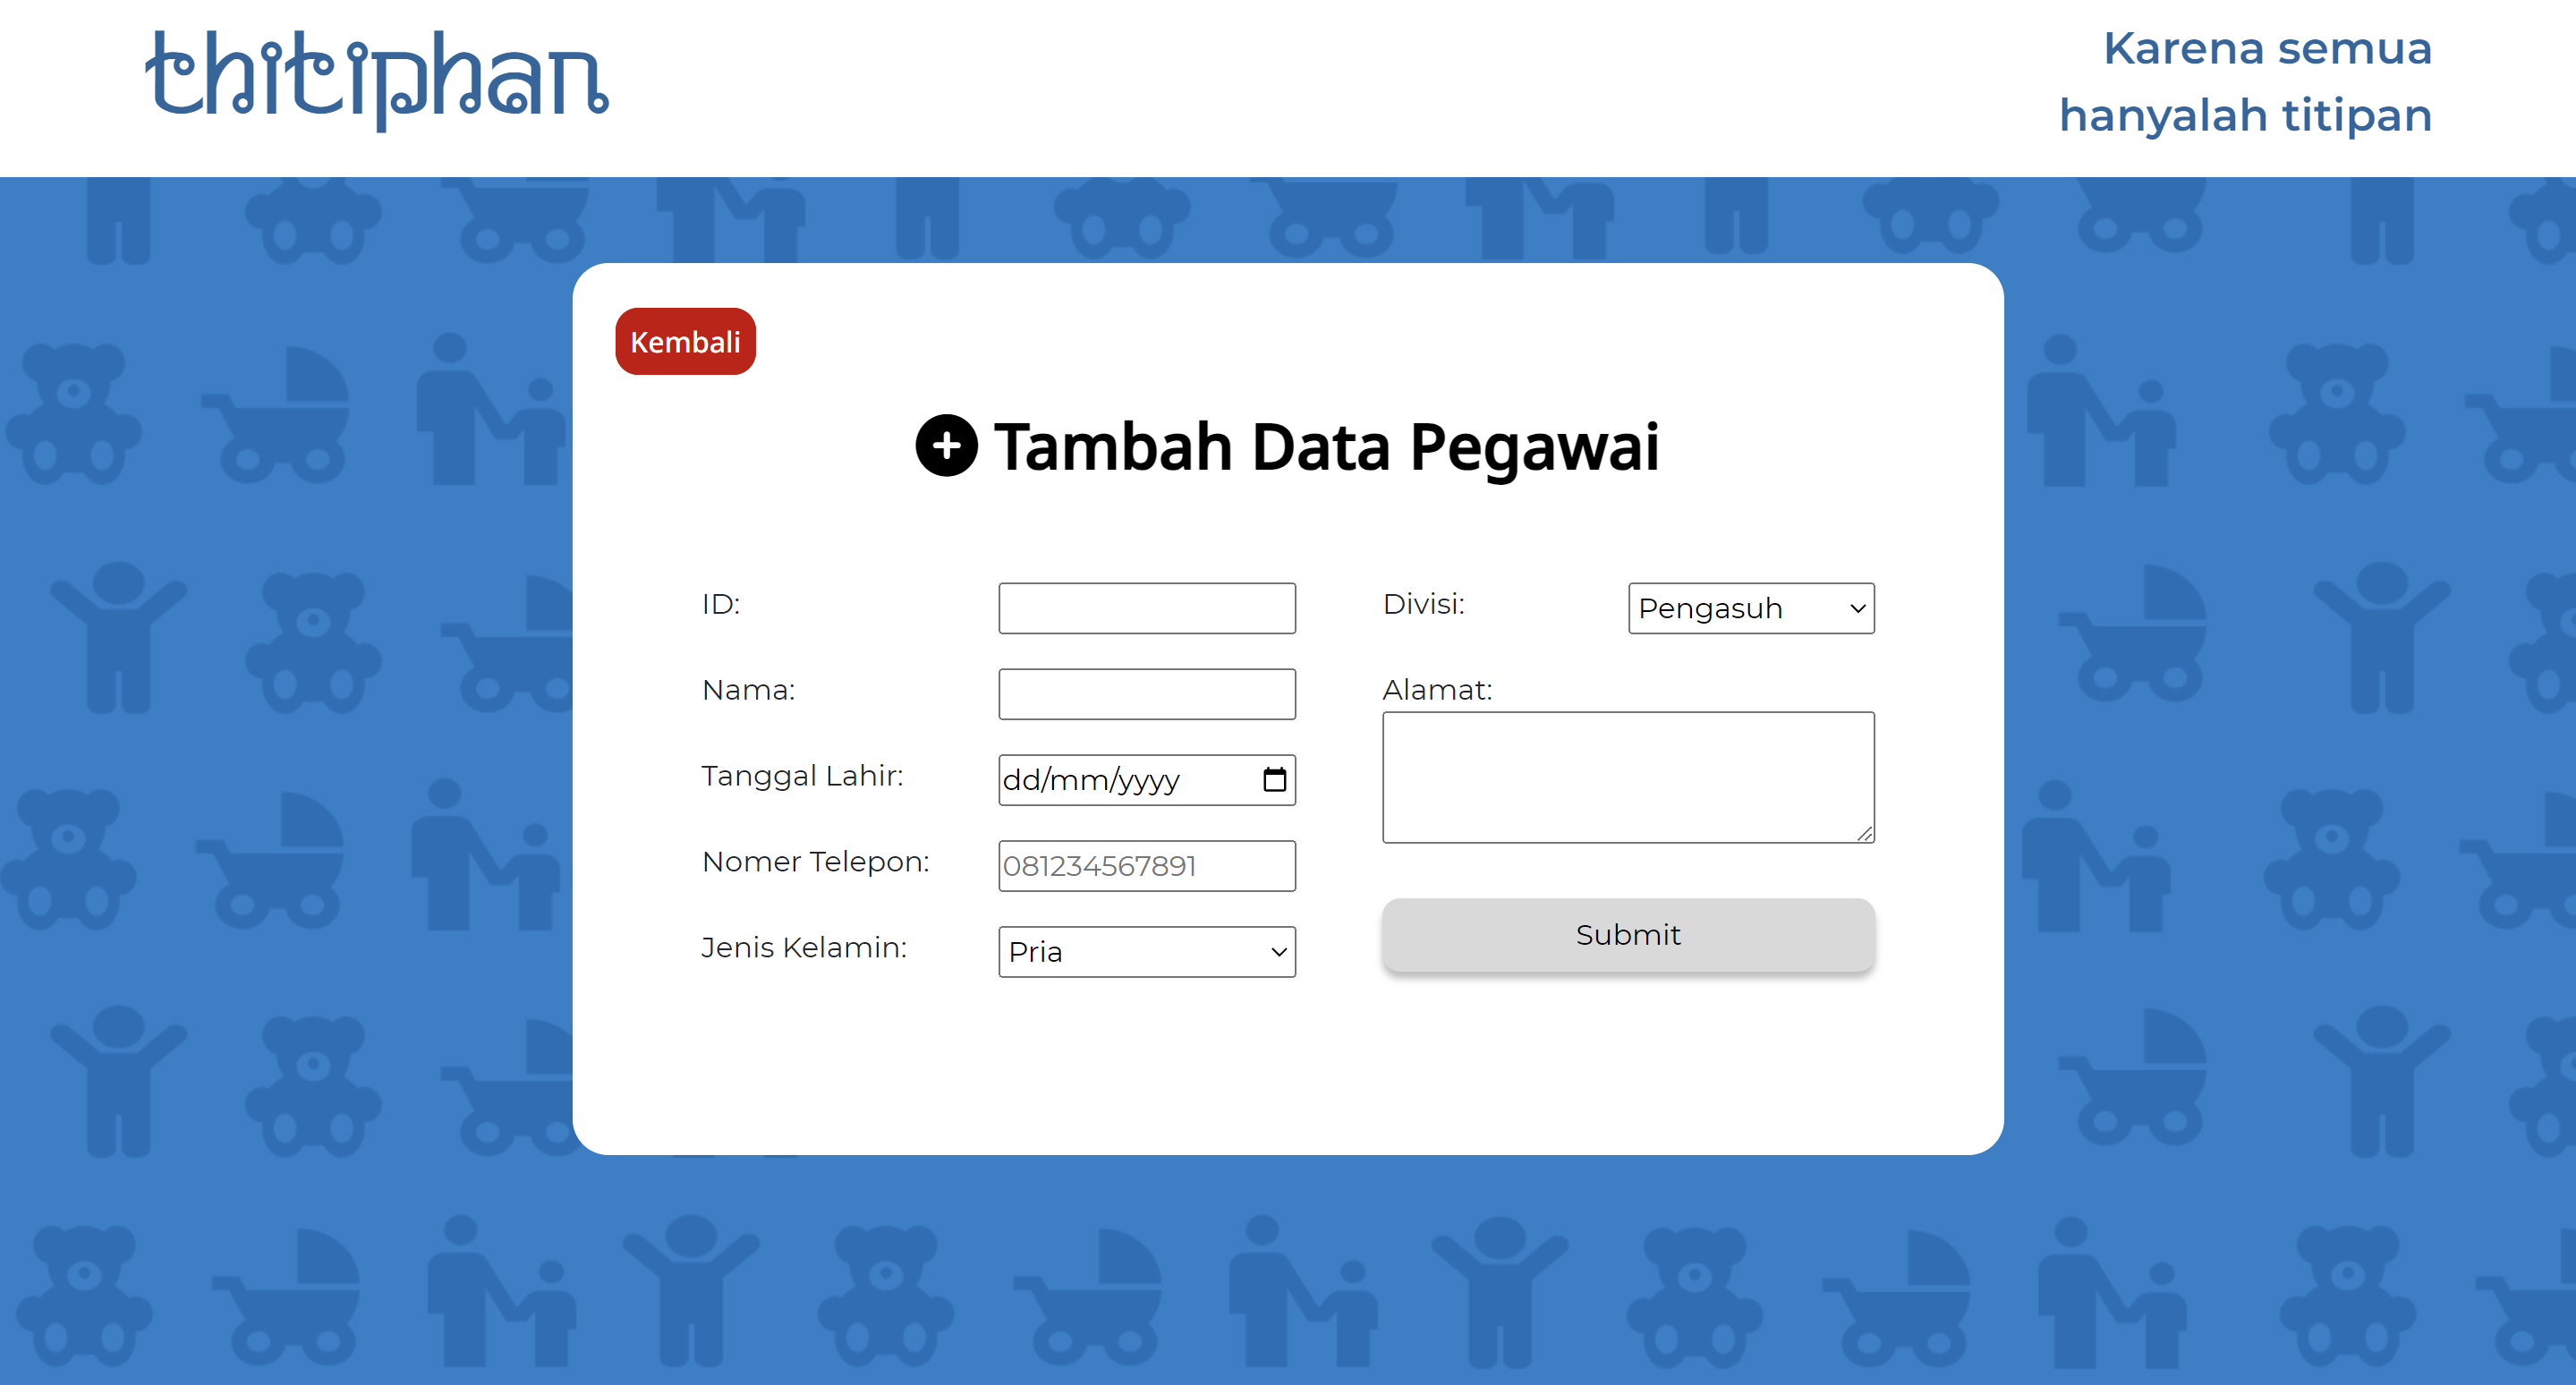 thitiphan
Karena semua
hanyalah titipan
Kembali
Tambah Data Pegawai
ID:
Nama:
Tanggal Lahir:
dd/mm/yyyy
Nomer Telepon:
081234567891
Jenis Kelamin:
Pria
Divisi:
Pengasuh
Alamat:
Submit